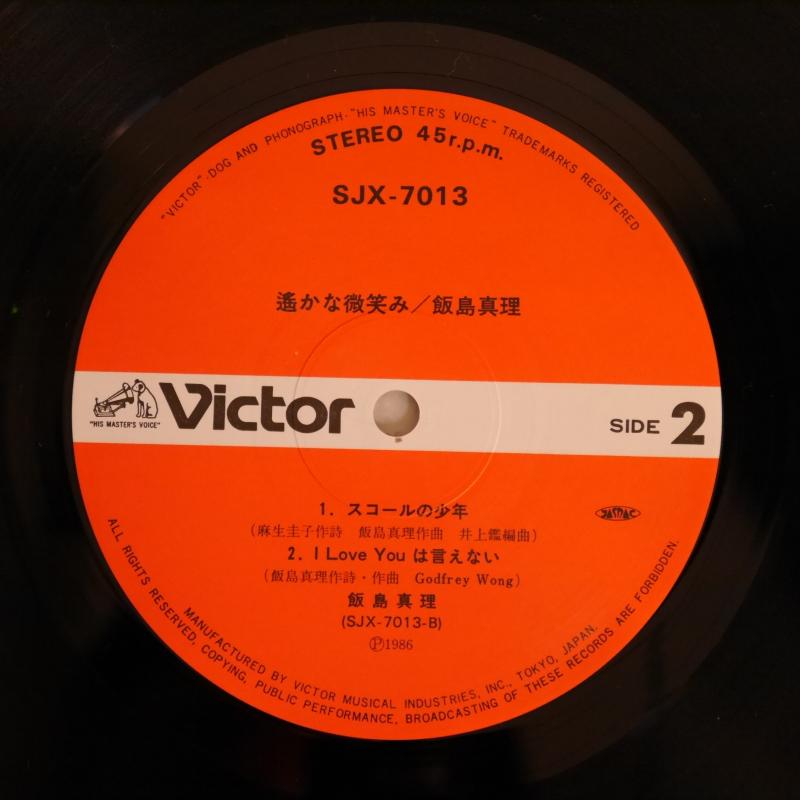 "VICTOR"·DOG AND PHONOGRAPH·"HIS MASTER'S VOICE" TRADEMARKS REGISTERED
STEREO 45r.p.m.
SJX-7013
遙かな微笑み／飯島真理
"HIS MASTER'S VOICE"
Victor
SIDE 2
1. スコールの少年
(麻生圭子作詩 飯島真理作曲 井上鑑編曲)
JASRAC
2. I Love You は言えない
(飯島真理作詩・作曲 Godfrey Wong)
飯島真理
(SJX-7013-B)
Ⓟ1986
MANUFACTURED BY VICTOR MUSICAL INDUSTRIES, INC., TOKYO, JAPAN.
ALL RIGHTS RESERVED, COPYING, PUBLIC PERFORMANCE, BROADCASTING OF THESE RECORDS ARE FORBIDDEN.